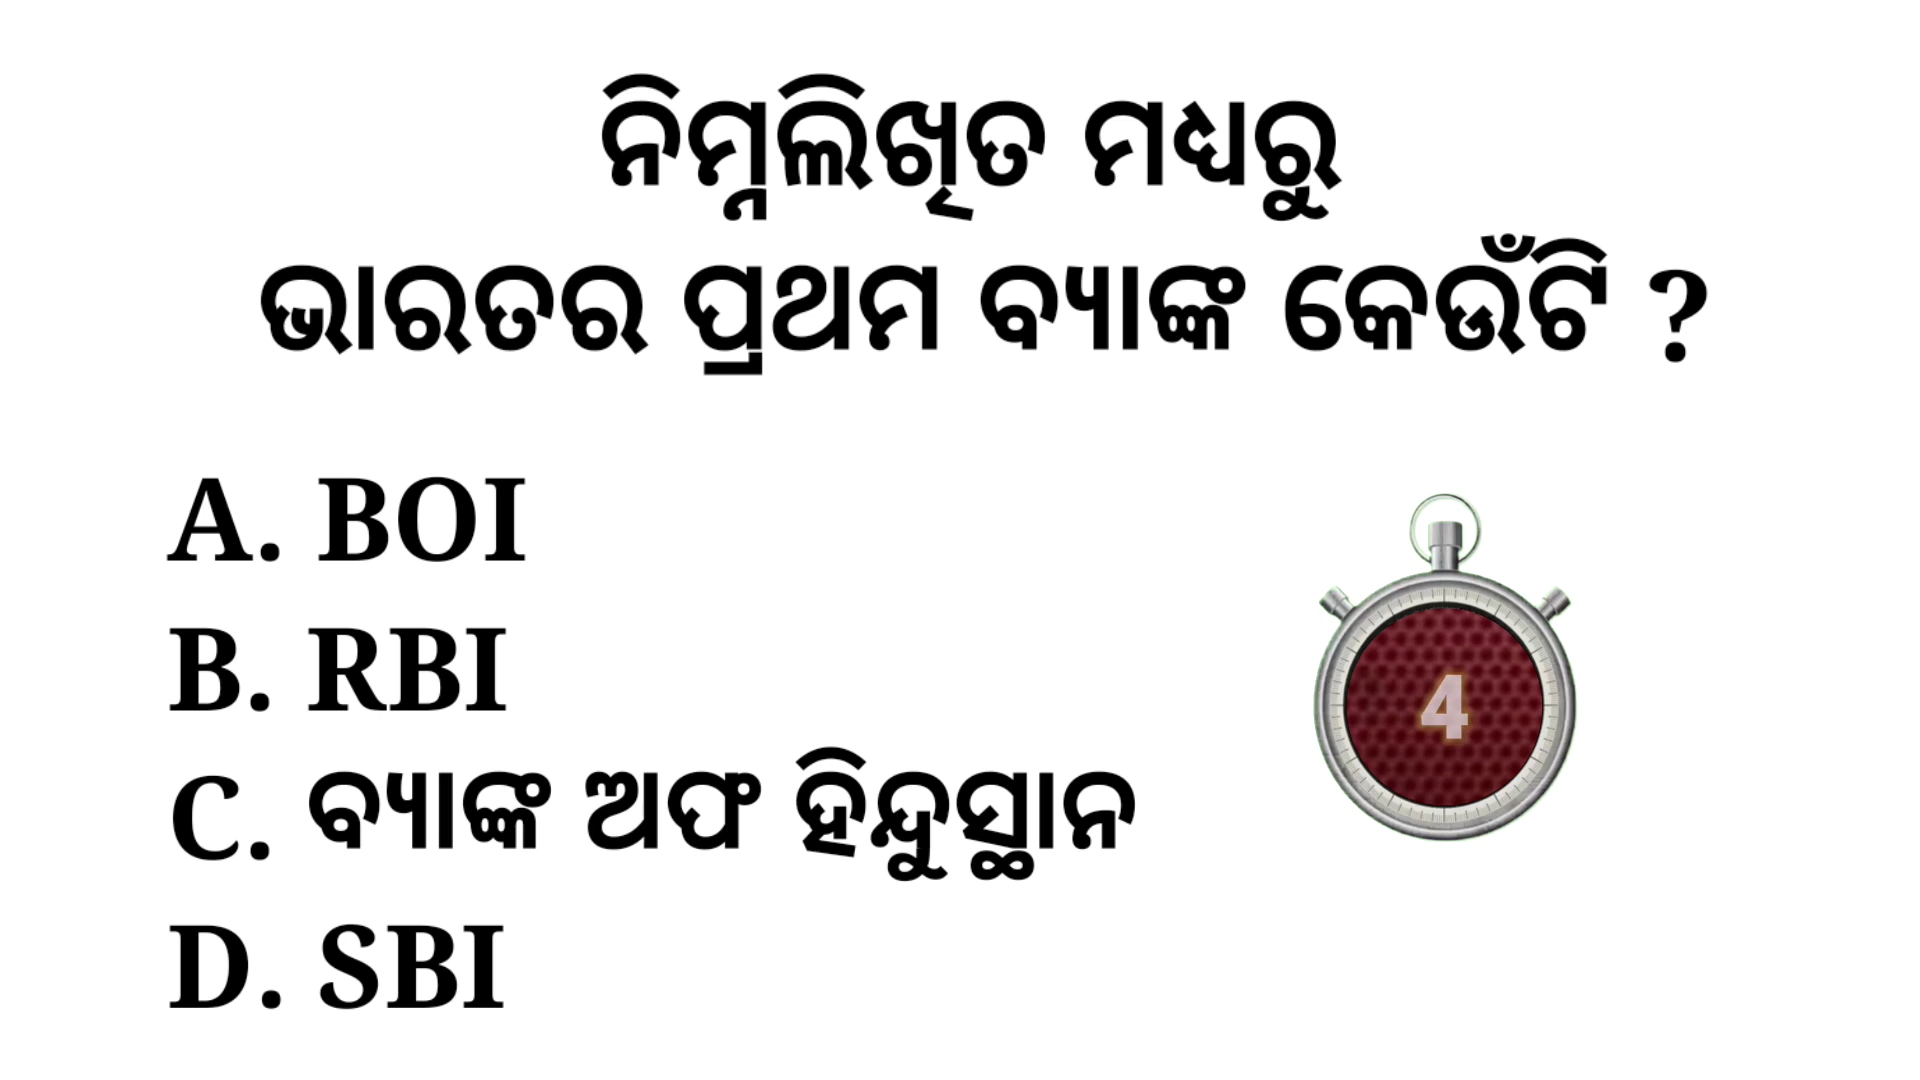 ନିମ୍ନଲିଖିତ ମଧ୍ୟରୁ
ଭାରତର ପ୍ରଥମ ବ୍ୟାଙ୍କ କେଉଁଟି ?
A. BOI
B. RBI
C. ବ୍ୟାଙ୍କ ଅଫ ହିନ୍ଦୁସ୍ଥାନ
D. SBI
4